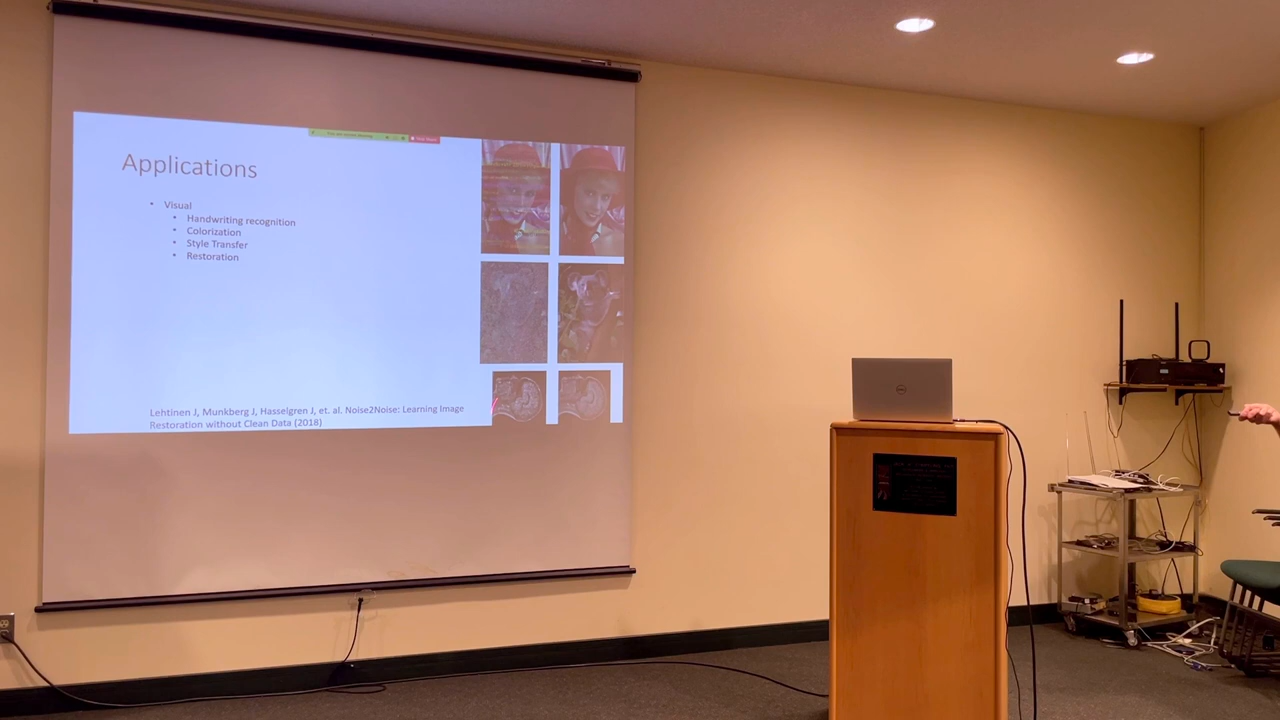 Applications
• Visual
• Handwriting recognition
• Colorization
• Style Transfer
• Restoration
Lehtinen J, Munkberg J, Hasselgren J, et. al. Noise2Noise: Learning Image
Restoration without Clean Data (2018)
DELL